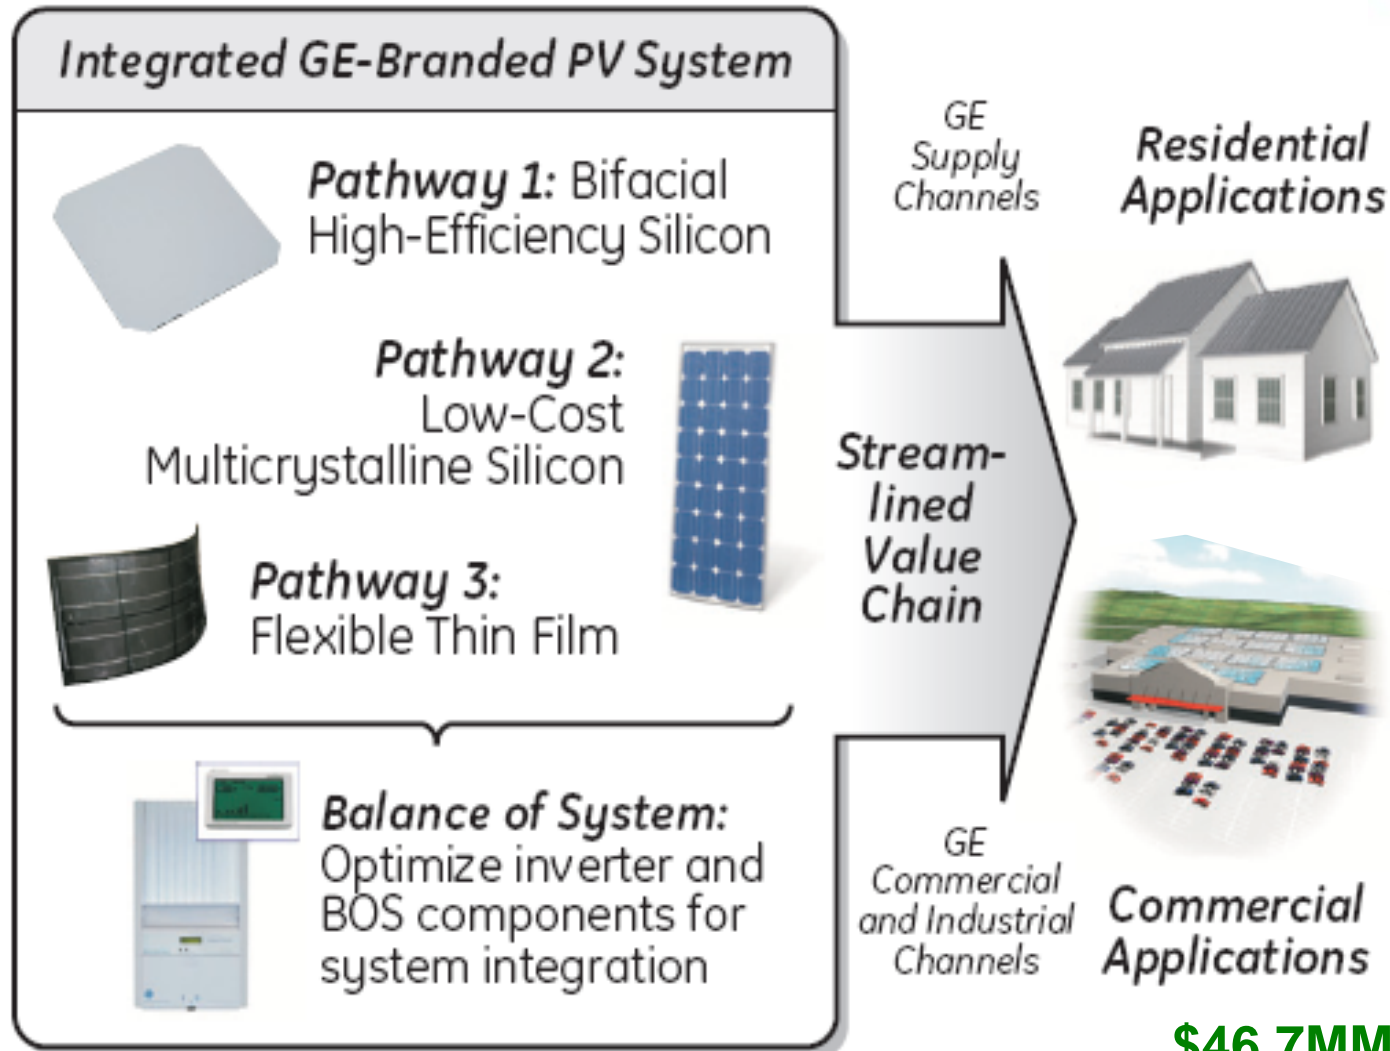 Integrated GE-Branded PV System
Pathway 1: Bifacial
High-Efficiency Silicon
Pathway 2:
Low-Cost
Multicrystalline Silicon
Pathway 3:
Flexible Thin Film
Balance of System:
Optimize inverter and
BOS components for
system integration
GE
Supply
Channels
Stream-
lined
Value
Chain
GE
Commercial
and Industrial
Channels
Residential
Applications
Commercial
Applications
$46.7MM